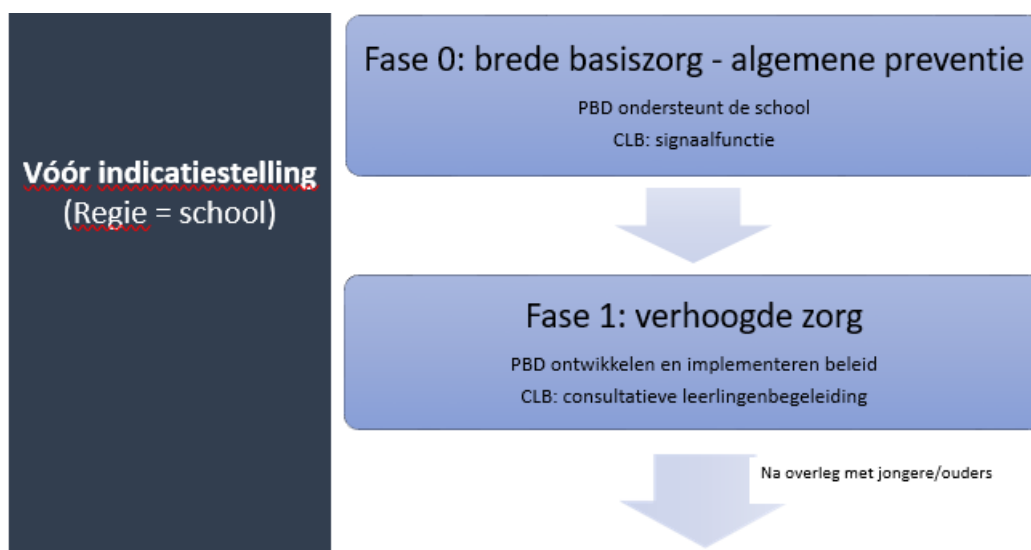 Vóór indicatiestelling
(Regie = school)
Fase 0: brede basiszorg - algemene preventie
PBD ondersteunt de school
CLB: signaalfunctie
Fase 1: verhoogde zorg
PBD ontwikkelen en implementeren beleid
CLB: consultatieve leerlingenbegeleiding
Na overleg met jongere/ouders